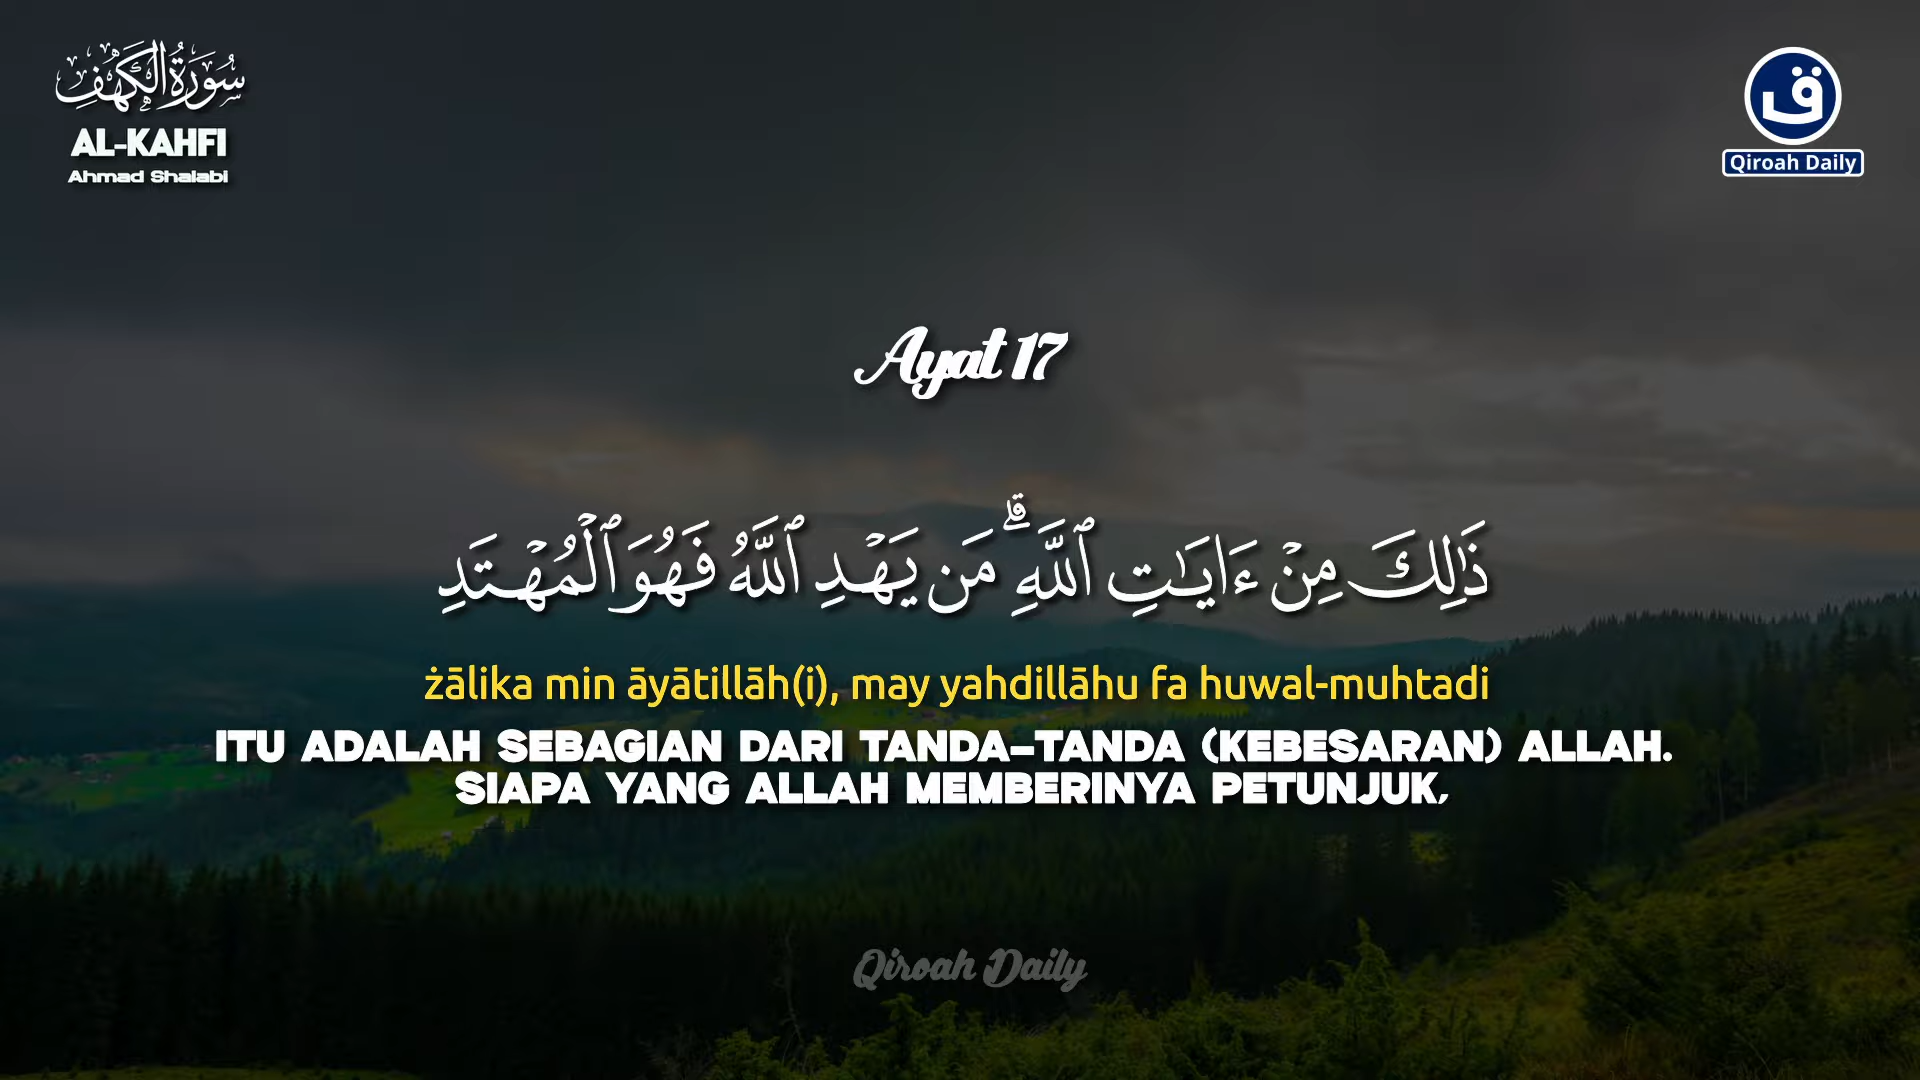 سُورَةُ الكَهْفِ
AL-KAHFI
Ahmad Shalabi
ق
Qiroah Daily
Ayat 17
ذَٰلِكَ مِنْ ءَايَـٰتِ ٱللَّهِ ۗ مَن يَهْدِ ٱللَّهُ فَهُوَ ٱلْمُهْتَدِ
żālika min āyātillāh(i), may yahdillāhu fa huwal-muhtadi
ITU ADALAH SEBAGIAN DARI TANDA-TANDA (KEBESARAN) ALLAH.
SIAPA YANG ALLAH MEMBERINYA PETUNJUK,
Qiroah Daily